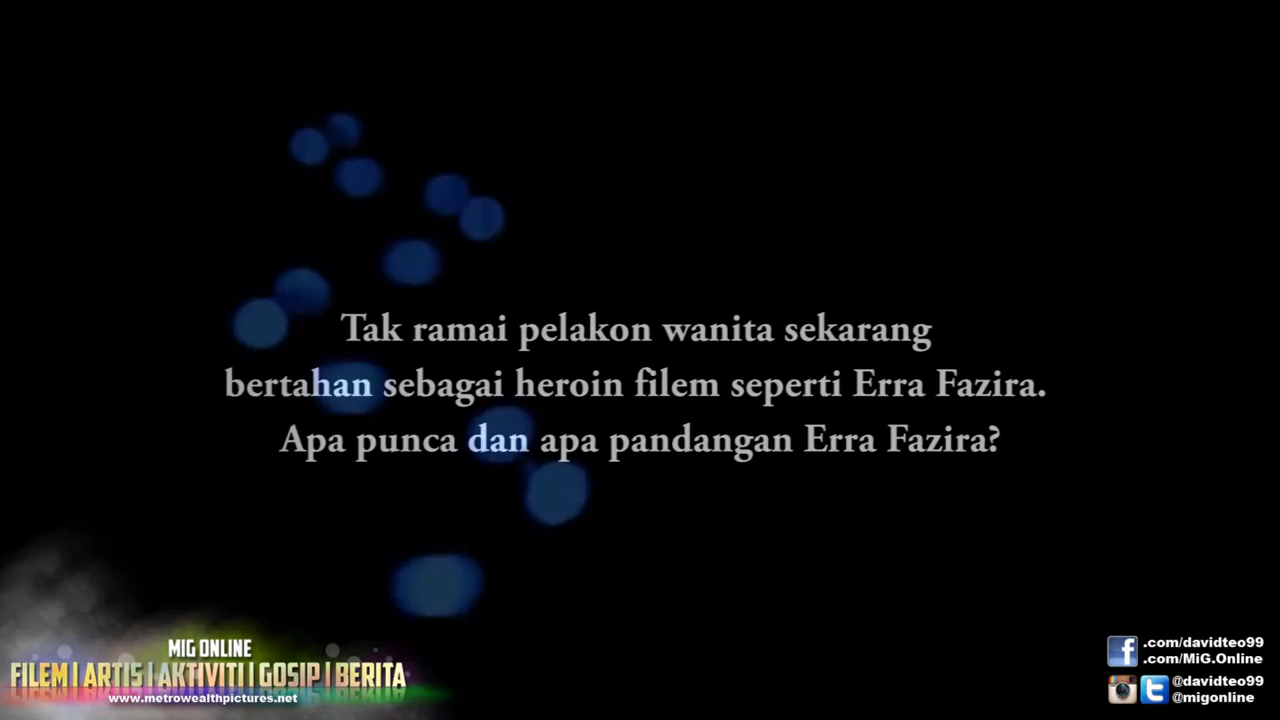 Tak ramai pelakon wanita sekarang
bertahan sebagai heroin filem seperti Erra Fazira.
Apa punca dan apa pandangan Erra Fazira?
MIG ONLINE
FILEM | ARTIS | AKTIVITI | GOSIP | BERITA
www.metrowealthpictures.net
.com/davidteo99
.com/MiG.Online
@davidteo99
@migonline